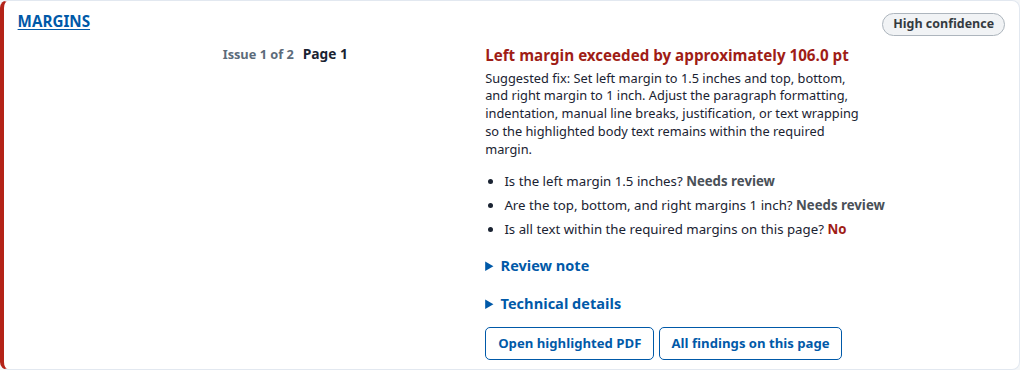 MARGINS
High confidence
Issue 1 of 2 Page 1
Left margin exceeded by approximately 106.0 pt
Suggested fix: Set left margin to 1.5 inches and top, bottom,
and right margin to 1 inch. Adjust the paragraph formatting,
indentation, manual line breaks, justification, or text wrapping
so the highlighted body text remains within the required
margin.
• Is the left margin 1.5 inches? Needs review
• Are the top, bottom, and right margins 1 inch? Needs review
• Is all text within the required margins on this page? No
Review note
Technical details
Open highlighted PDF All findings on this page